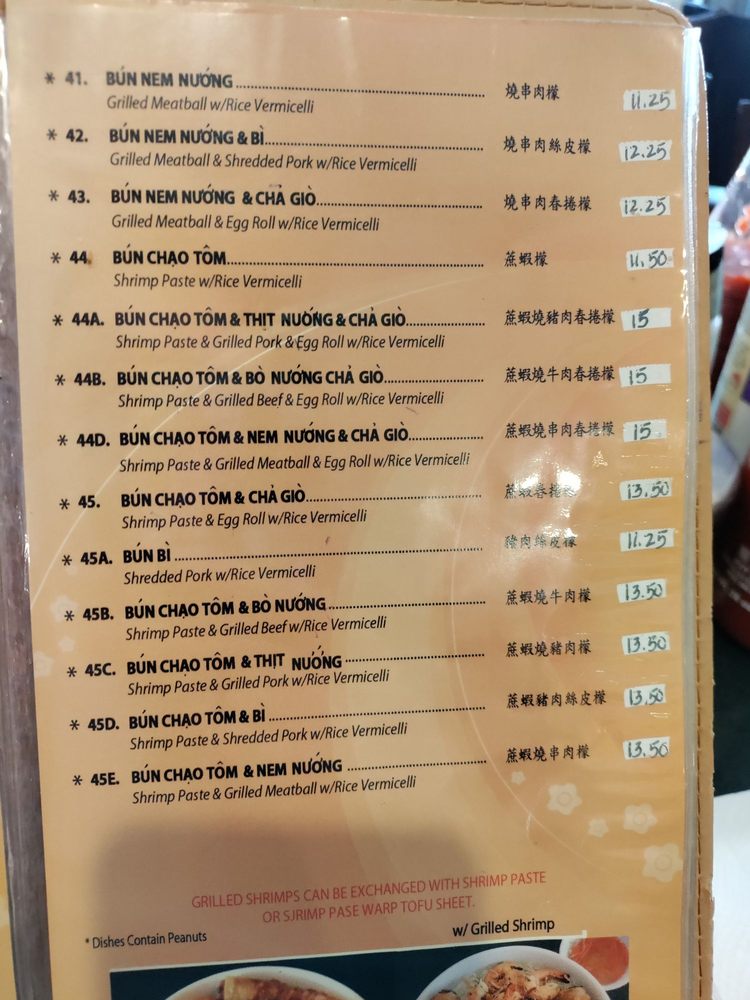 * 41. BÚN NEM NƯỚNG 燒串肉檬 11.25
Grilled Meatball w/Rice Vermicelli
* 42. BÚN NEM NƯỚNG & BÌ 燒串肉絲皮檬 12.25
Grilled Meatball & Shredded Pork w/Rice Vermicelli
* 43. BÚN NEM NƯỚNG & CHẢ GIÒ 燒串肉春捲檬 12.25
Grilled Meatball & Egg Roll w/Rice Vermicelli
* 44. BÚN CHẠO TÔM 蔗蝦檬 11.50
Shrimp Paste w/Rice Vermicelli
* 44A. BÚN CHẠO TÔM & THỊT NUỐNG & CHẢ GIÒ 蔗蝦燒豬肉春捲檬 15
Shrimp Paste & Grilled Pork & Egg Roll w/Rice Vermicelli
* 44B. BÚN CHẠO TÔM & BÒ NƯỚNG CHẢ GIÒ 蔗蝦燒牛肉春捲檬 15
Shrimp Paste & Grilled Beef & Egg Roll w/Rice Vermicelli
* 44D. BÚN CHẠO TÔM & NEM NƯỚNG & CHẢ GIÒ 蔗蝦燒串肉春捲檬 15
Shrimp Paste & Grilled Meatball & Egg Roll w/Rice Vermicelli
* 45. BÚN CHẠO TÔM & CHẢ GIÒ 蔗蝦春捲檬 13.50
Shrimp Paste & Egg Roll w/Rice Vermicelli
* 45A. BÚN BÌ 豬肉絲皮檬 11.25
Shredded Pork w/Rice Vermicelli
* 45B. BÚN CHẠO TÔM & BÒ NƯỚNG 蔗蝦燒牛肉檬 13.50
Shrimp Paste & Grilled Beef w/Rice Vermicelli
* 45C. BÚN CHẠO TÔM & THỊT NUỐNG 蔗蝦燒豬肉檬 13.50
Shrimp Paste & Grilled Pork w/Rice Vermicelli
* 45D. BÚN CHẠO TÔM & BÌ 蔗蝦豬肉絲皮檬 13.50
Shrimp Paste & Shredded Pork w/Rice Vermicelli
* 45E. BÚN CHẠO TÔM & NEM NƯỚNG 蔗蝦燒串肉檬 13.50
Shrimp Paste & Grilled Meatball w/Rice Vermicelli
GRILLED SHRIMPS CAN BE EXCHANGED WITH SHRIMP PASTE
OR SJRIMP PASE WARP TOFU SHEET.
* Dishes Contain Peanuts
w/ Grilled Shrimp